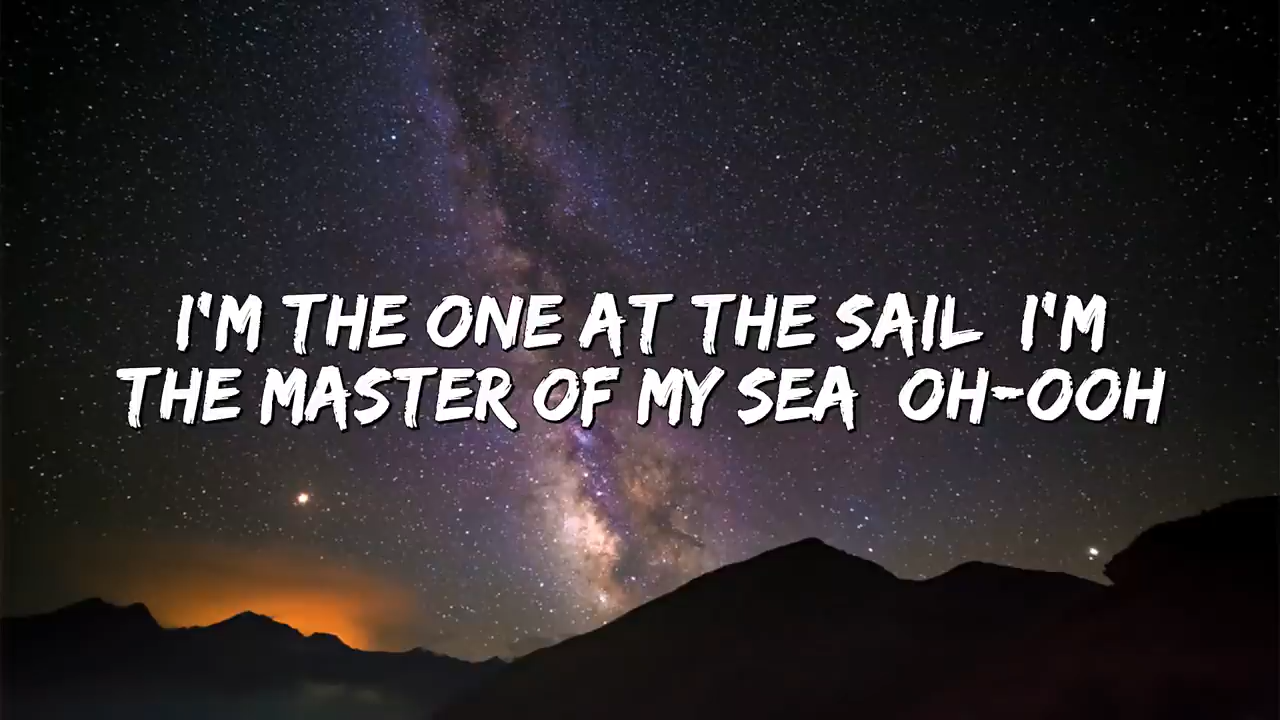 I'M THE ONE AT THE SAIL  I'M
THE MASTER OF MY SEA  OH-OOH